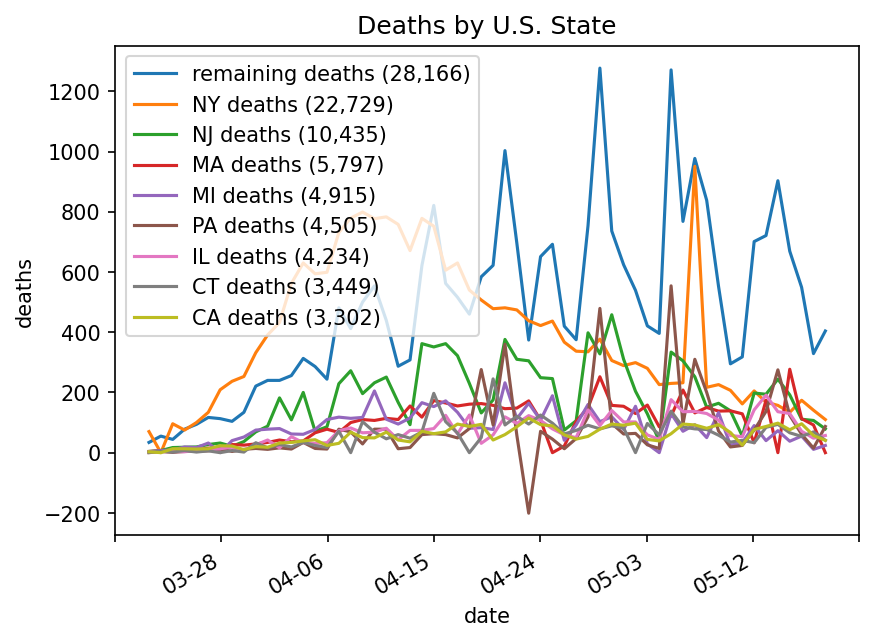 Deaths by U.S. State
remaining deaths (28,166)
NY deaths (22,729)
NJ deaths (10,435)
MA deaths (5,797)
MI deaths (4,915)
PA deaths (4,505)
IL deaths (4,234)
CT deaths (3,449)
CA deaths (3,302)
1200
1000
800
600
400
200
0
−200
deaths
03-28
04-06
04-15
04-24
05-03
05-12
date